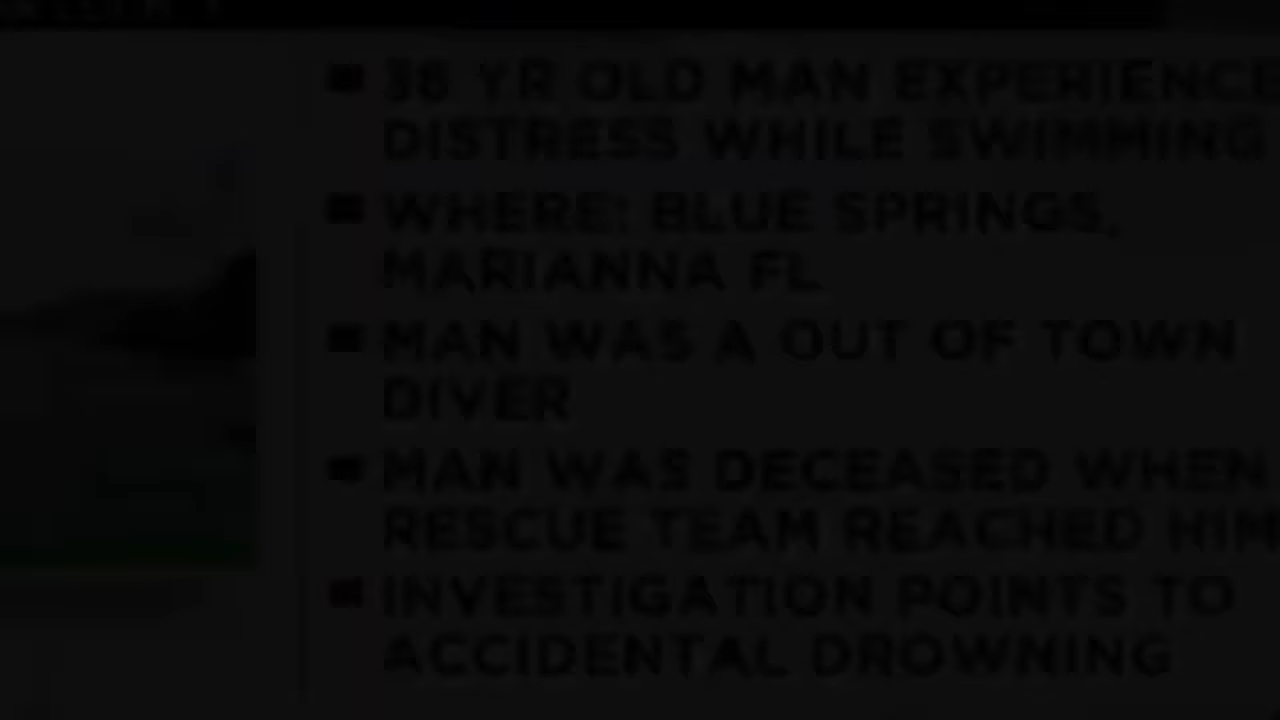 38 YR OLD MAN EXPERIENCE
DISTRESS WHILE SWIMMING
WHERE: BLUE SPRINGS,
MARIANNA FL
MAN WAS A OUT OF TOWN
DIVER
MAN WAS DECEASED WHEN
RESCUE TEAM REACHED HIM
INVESTIGATION POINTS TO
ACCIDENTAL DROWNING